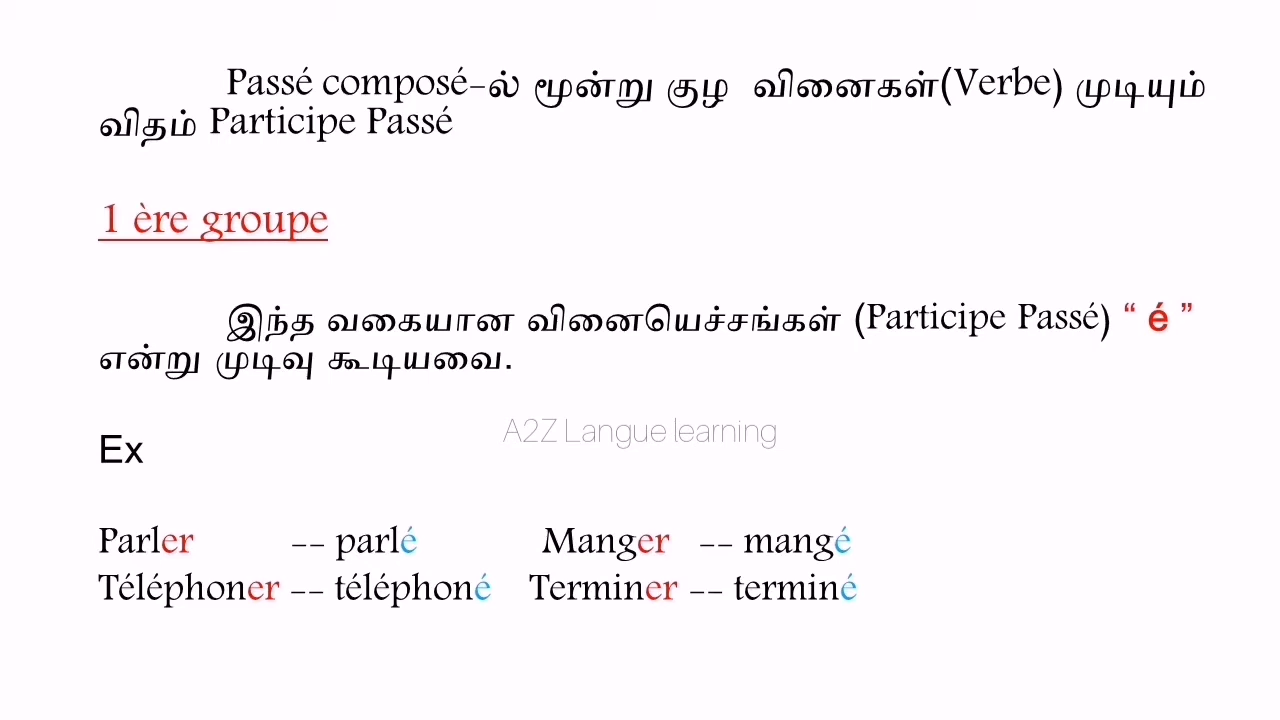 Passé composé-ல் மூன்று குழ வினைகள்(Verbe) முடியும்
விதம் Participe Passé
1 ère groupe
இந்த வகையான வினையெச்சங்கள் (Participe Passé) “ é ”
என்று முடிவு கூடியவை.
A2Z Langue learning
Ex
Parler -- parlé Manger -- mangé
Téléphoner -- téléphoné Terminer -- terminé